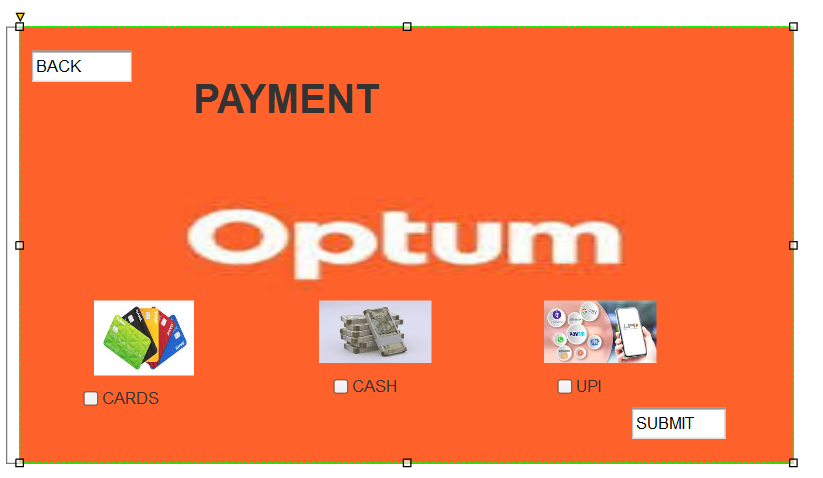 BACK
PAYMENT
Optum
CARDS
CASH
UPI
SUBMIT